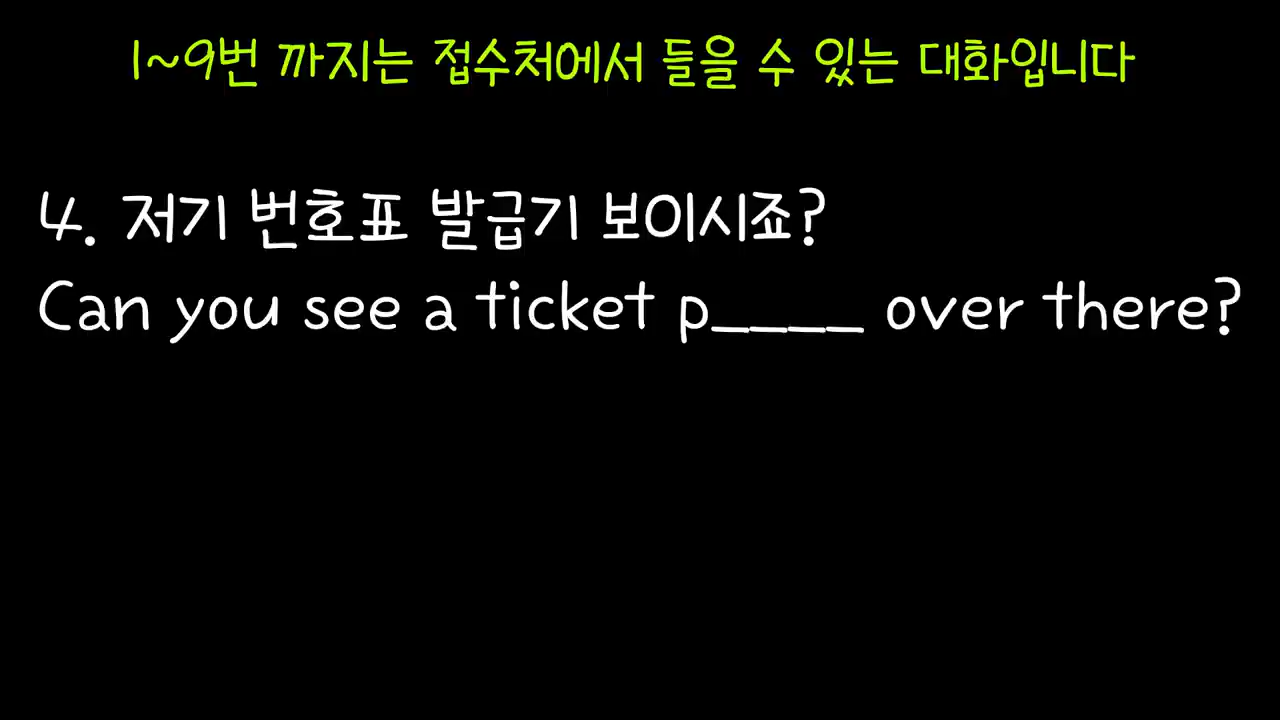 1~9번 까지는 접수처에서 들을 수 있는 대화입니다
4. 저기 번호표 발급기 보이시죠?
Can you see a ticket p____ over there?